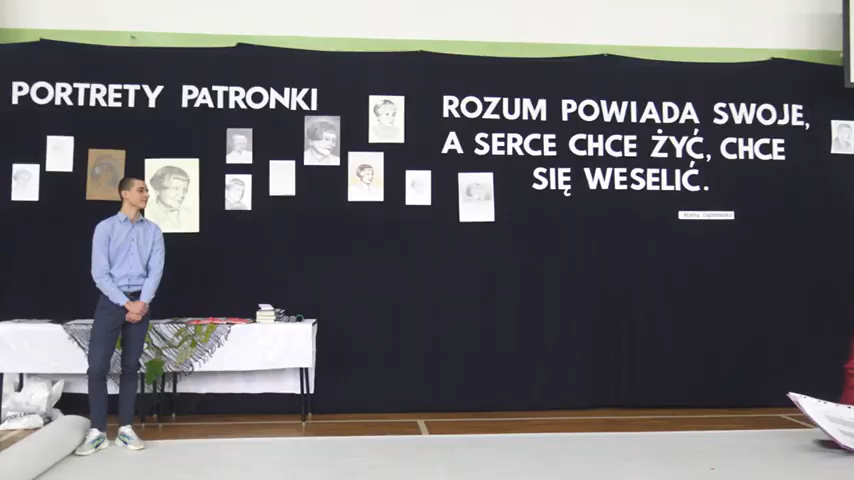 PORTRETY PATRONKI
ROZUM POWIADA SWOJE,
A SERCE CHCE ŻYĆ, CHCE
SIĘ WESELIĆ.